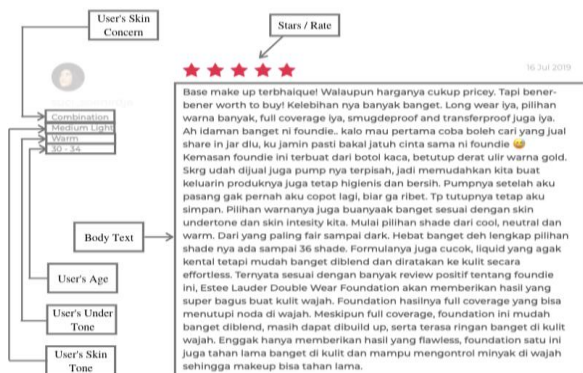 User's Skin
Concern
Stars / Rate
16 Jul 2019
Combination
Medium Light
Warm
30 - 34
Body Text
User's Age
User's Under
Tone
User's Skin
Tone
Base make up terbhaique! Walaupun harganya cukup pricey. Tapi bener-
bener worth to buy! Kelebihan nya banyak banget. Long wear iya, pilihan
warna banyak, full coverage iya, smugdeproof and transferproof juga iya.
Ah idaman banget ni foundie.. kalo mau pertama coba boleh cari yang jual
share in jar dlu, ku jamin pasti bakal jatuh cinta sama ni foundie 😅
Kemasan foundie ini terbuat dari botol kaca, betutup derat ulir warna gold.
Skrg udah dijual juga pump nya terpisah, jadi memudahkan kita buat
keluarin produknya juga tetap higienis dan bersih. Pumpnya setelah aku
pasang gak pernah aku copot lagi, biar ga ribet. Tp tutupnya tetap aku
simpan. Pilihan warnanya juga buanyaak banget sesuai dengan skin
undertone dan skin intesity kita. Mulai pilihan shade dari cool, neutral dan
warm. Dari yang paling fair sampai dark. Hebat banget deh lengkap pilihan
shade nya ada sampai 36 shade. Formulanya juga cucok, liquid yang agak
kental tetapi mudah banget diblend dan diratakan ke kulit secara
effortless. Ternyata sesuai dengan banyak review positif tentang foundie
ini, Estee Lauder Double Wear Foundation akan memberikan hasil yang
super bagus buat kulit wajah. Foundation hasilnya full coverage yang bisa
menutupi noda di wajah. Meskipun full coverage, foundation ini mudah
banget diblend, masih dapat dibuild up, serta terasa ringan banget di kulit
wajah. Enggak hanya memberikan hasil yang flawless, foundation satu ini
juga tahan lama banget di kulit dan mampu mengontrol minyak di wajah
sehingga makeup bisa tahan lama.